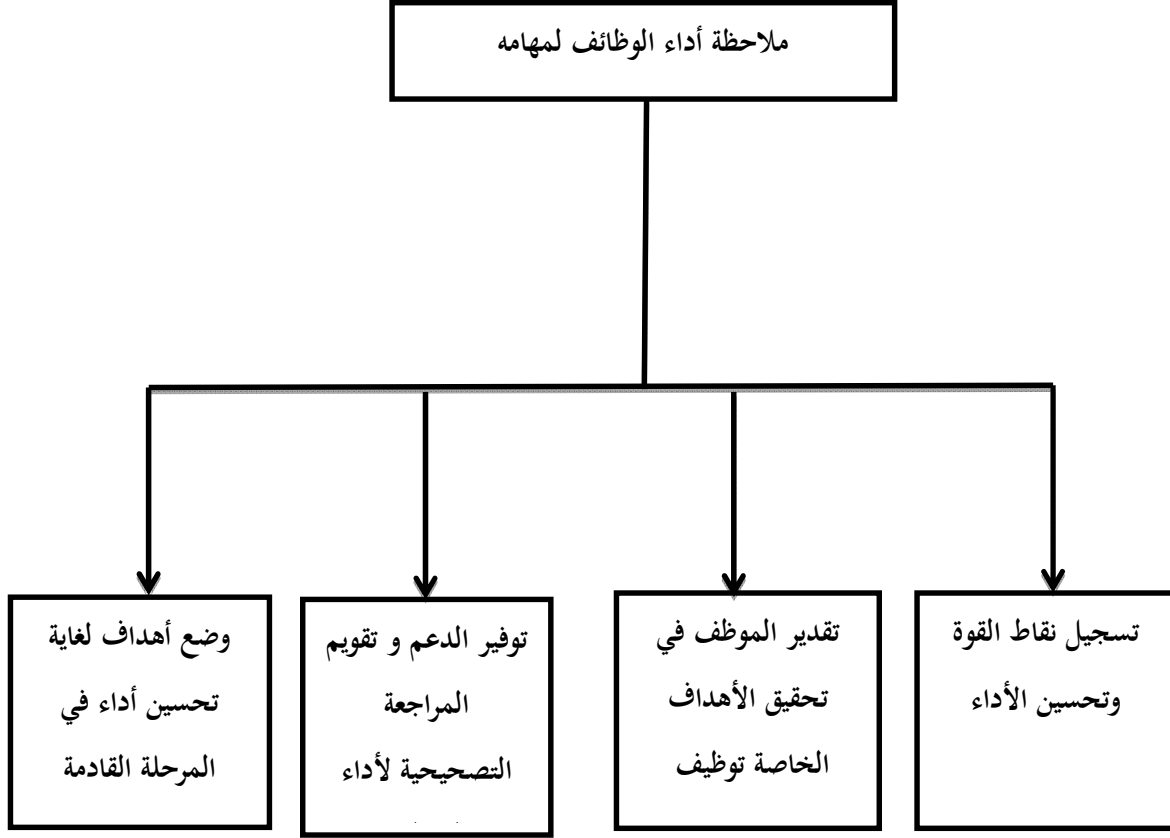 ملاحظة أداء الوظائف لمهامه
تسجيل نقاط القوة
وتحسين الأداء
تقدير الموظف في
تحقيق الأهداف
الخاصة توظيف
توفير الدعم و تقويم
المراجعة
التصحيحية لأداء
وضع أهداف لغاية
تحسين أداء في
المرحلة القادمة